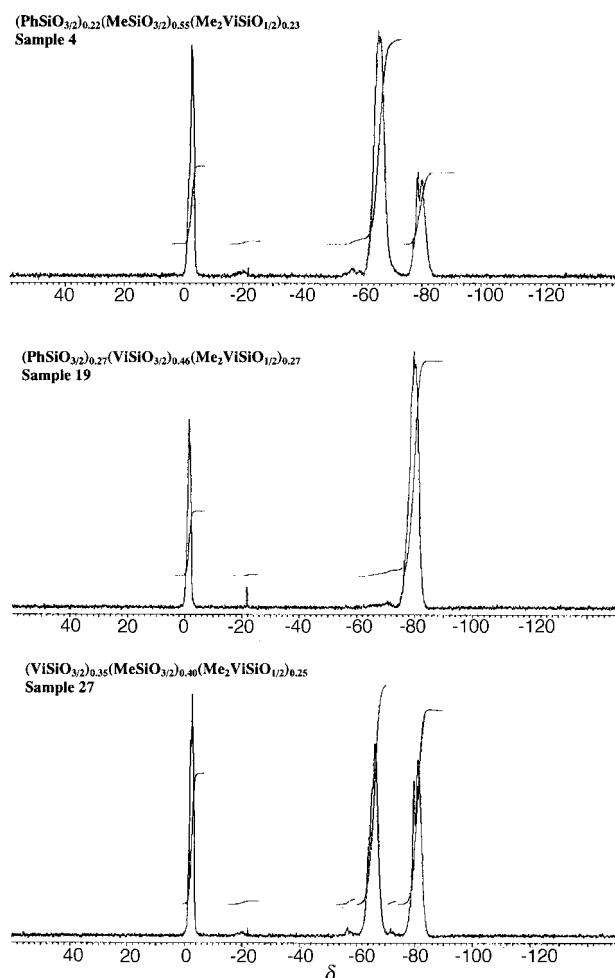 (PhSiO3/2)0.22(MeSiO3/2)0.55(Me2ViSiO1/2)0.23
Sample 4
40 20 0 -20 -40 -60 -80 -100 -120
(PhSiO3/2)0.27(ViSiO3/2)0.46(Me2ViSiO1/2)0.27
Sample 19
40 20 0 -20 -40 -60 -80 -100 -120
(ViSiO3/2)0.35(MeSiO3/2)0.40(Me2ViSiO1/2)0.25
Sample 27
40 20 0 -20 -40 -60 -80 -100 -120
δ